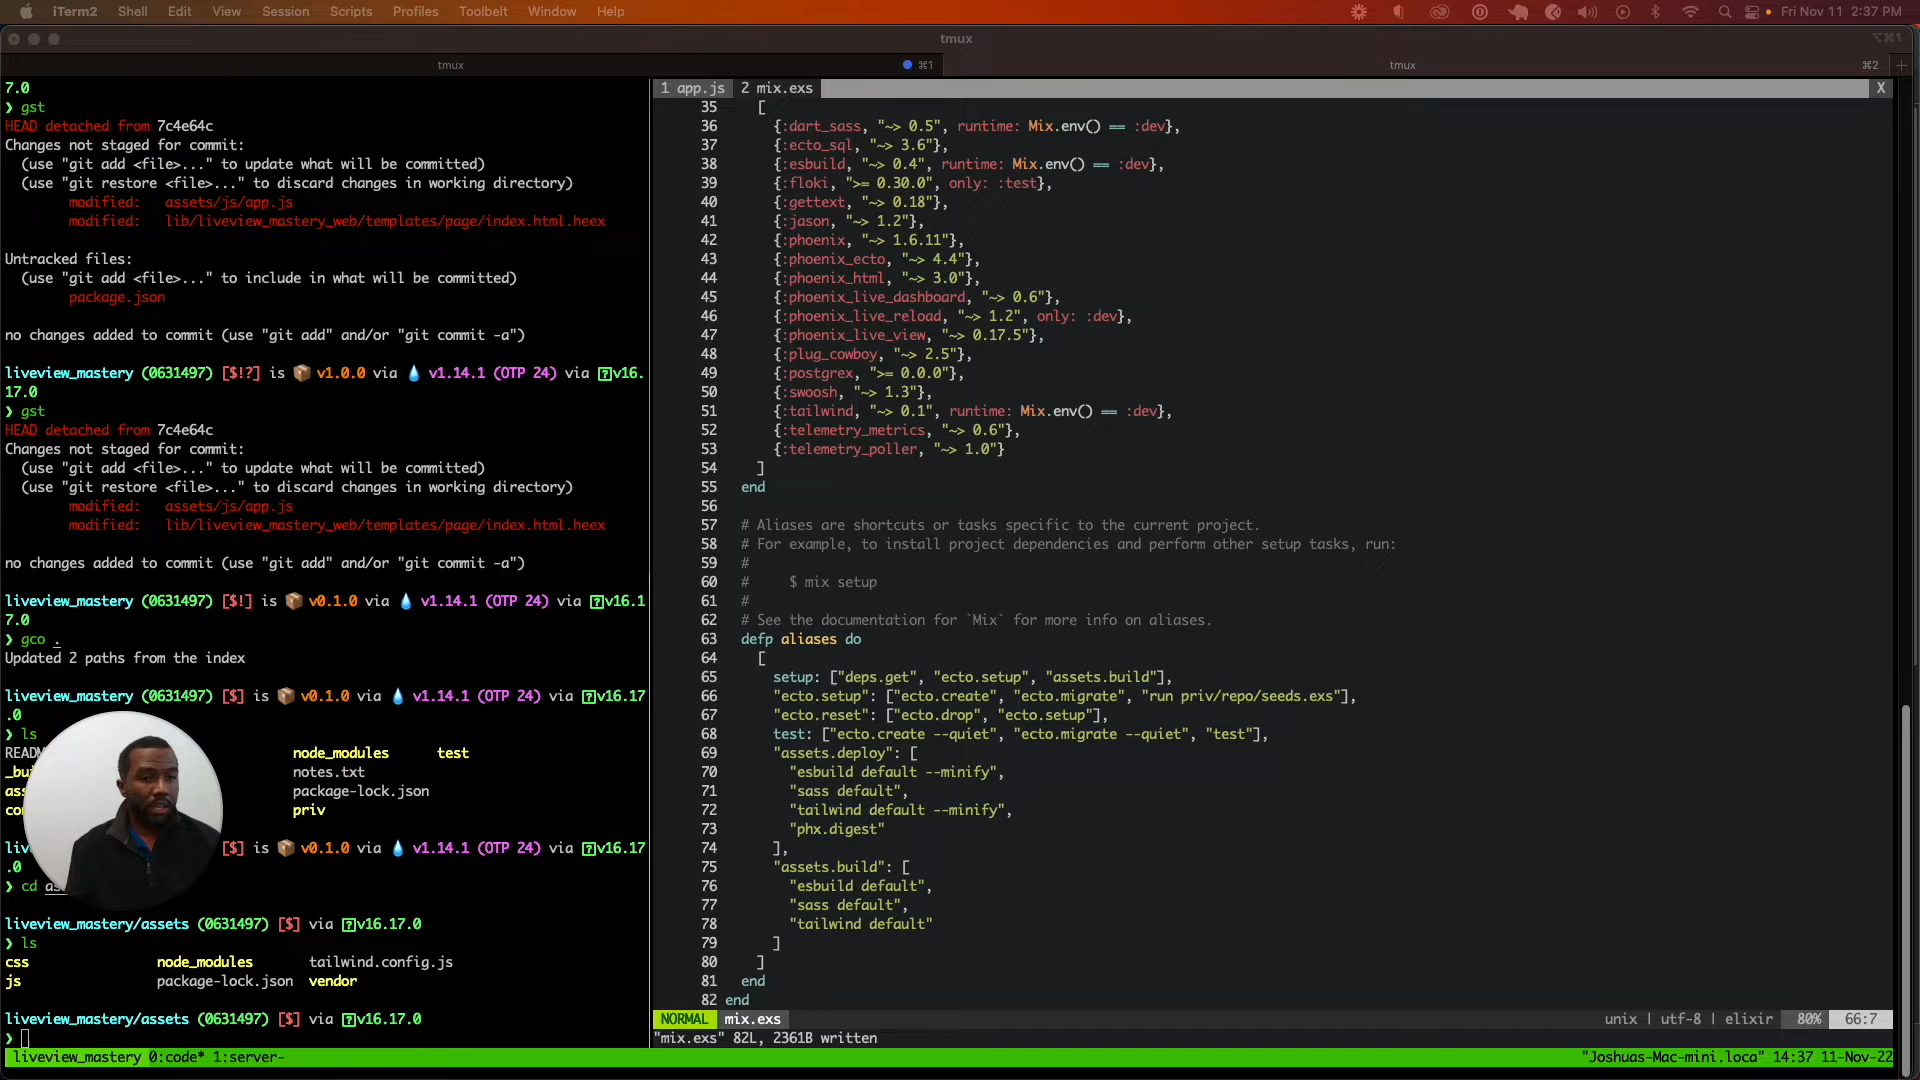 iTerm2 Shell Edit View Session Scripts Profiles Toolbelt Window Help Fri Nov 11 2:37 PM
tmux ⌥⌘1
tmux ⌘1 tmux ⌘2 +
7.0
❯ gst
HEAD detached from 7c4e64c
Changes not staged for commit:
(use "git add <file>..." to update what will be committed)
(use "git restore <file>..." to discard changes in working directory)
modified: assets/js/app.js
modified: lib/liveview_mastery_web/templates/page/index.html.heex
Untracked files:
(use "git add <file>..." to include in what will be committed)
package.json
no changes added to commit (use "git add" and/or "git commit -a")
liveview_mastery (0631497) [$!?] is 📦 v1.0.0 via 💧 v1.14.1 (OTP 24) via ⍰v16.
17.0
❯ gst
HEAD detached from 7c4e64c
Changes not staged for commit:
(use "git add <file>..." to update what will be committed)
(use "git restore <file>..." to discard changes in working directory)
modified: assets/js/app.js
modified: lib/liveview_mastery_web/templates/page/index.html.heex
no changes added to commit (use "git add" and/or "git commit -a")
liveview_mastery (0631497) [$!] is 📦 v0.1.0 via 💧 v1.14.1 (OTP 24) via ⍰v16.1
7.0
❯ gco .
Updated 2 paths from the index
liveview_mastery (0631497) [$] is 📦 v0.1.0 via 💧 v1.14.1 (OTP 24) via ⍰v16.17
.0
❯ ls
node_modules test
notes.txt
package-lock.json
priv
[$] is 📦 v0.1.0 via 💧 v1.14.1 (OTP 24) via ⍰v16.17
.0
❯ cd
liveview_mastery/assets (0631497) [$] via ⍰v16.17.0
❯ ls
css node_modules tailwind.config.js
js package-lock.json vendor
liveview_mastery/assets (0631497) [$] via ⍰v16.17.0
❯
1 app.js 2 mix.exs X
35 [
36 {:dart_sass, "~> 0.5", runtime: Mix.env() == :dev},
37 {:ecto_sql, "~> 3.6"},
38 {:esbuild, "~> 0.4", runtime: Mix.env() == :dev},
39 {:floki, ">= 0.30.0", only: :test},
40 {:gettext, "~> 0.18"},
41 {:jason, "~> 1.2"},
42 {:phoenix, "~> 1.6.11"},
43 {:phoenix_ecto, "~> 4.4"},
44 {:phoenix_html, "~> 3.0"},
45 {:phoenix_live_dashboard, "~> 0.6"},
46 {:phoenix_live_reload, "~> 1.2", only: :dev},
47 {:phoenix_live_view, "~> 0.17.5"},
48 {:plug_cowboy, "~> 2.5"},
49 {:postgrex, ">= 0.0.0"},
50 {:swoosh, "~> 1.3"},
51 {:tailwind, "~> 0.1", runtime: Mix.env() == :dev},
52 {:telemetry_metrics, "~> 0.6"},
53 {:telemetry_poller, "~> 1.0"}
54 ]
55 end
56
57 # Aliases are shortcuts or tasks specific to the current project.
58 # For example, to install project dependencies and perform other setup tasks, run:
59 #
60 # $ mix setup
61 #
62 # See the documentation for `Mix` for more info on aliases.
63 defp aliases do
64 [
65 setup: ["deps.get", "ecto.setup", "assets.build"],
66 "ecto.setup": ["ecto.create", "ecto.migrate", "run priv/repo/seeds.exs"],
67 "ecto.reset": ["ecto.drop", "ecto.setup"],
68 test: ["ecto.create --quiet", "ecto.migrate --quiet", "test"],
69 "assets.deploy": [
70 "esbuild default --minify",
71 "sass default",
72 "tailwind default --minify",
73 "phx.digest"
74 ],
75 "assets.build": [
76 "esbuild default",
77 "sass default",
78 "tailwind default"
79 ]
80 ]
81 end
82 end
NORMAL mix.exs unix | utf-8 | elixir 80% 66:7
"mix.exs" 82L, 2361B written
liveview_mastery 0:code* 1:server- "Joshuas-Mac-mini.loca" 14:37 11-Nov-22